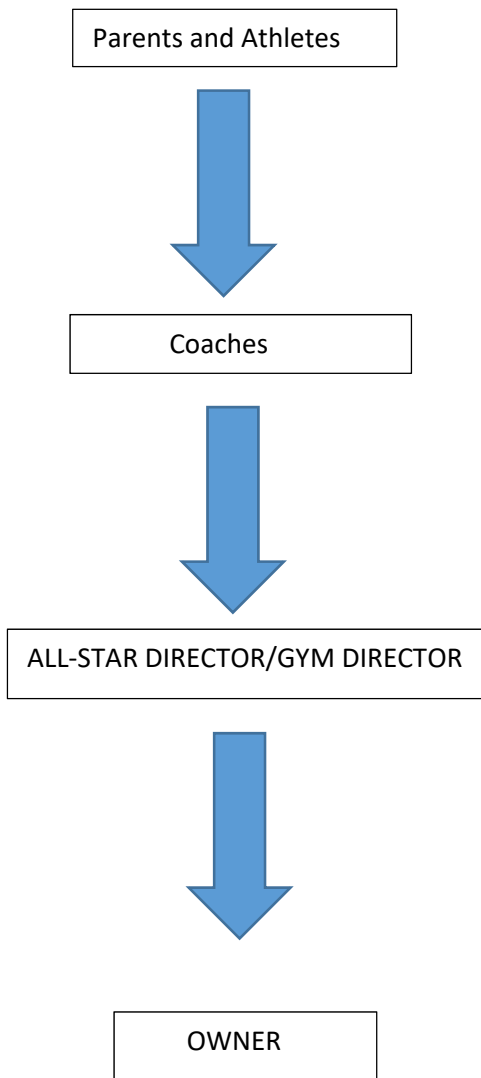 Parents and Athletes
Coaches
ALL-STAR DIRECTOR/GYM DIRECTOR
OWNER